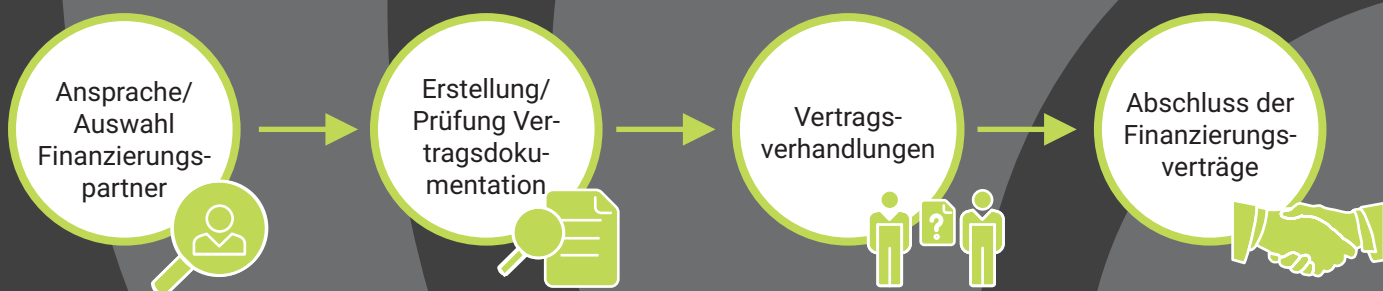 Ansprache/
Auswahl
Finanzierungs-
partner
Erstellung/
Prüfung Ver-
tragsdoku-
mentation
Vertrags-
verhandlungen
?
Abschluss der
Finanzierungs-
verträge